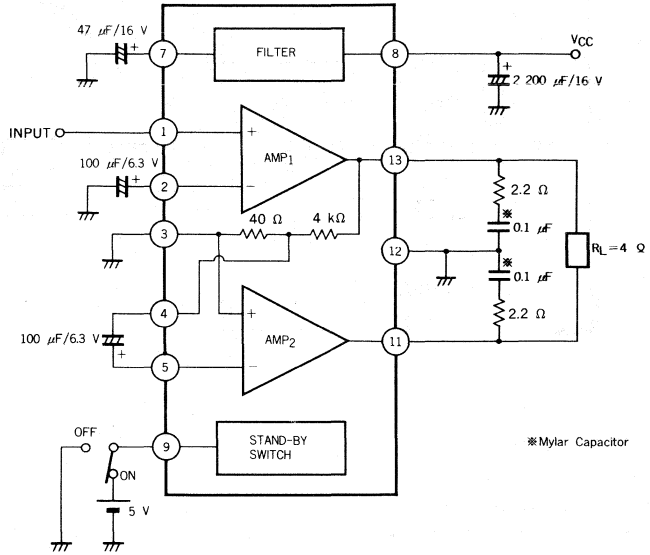 47 µF/16 V
+
7
FILTER
8
VCC
+
2 200 µF/16 V
INPUT
1
+
AMP1
13
100 µF/6.3 V
+
2
−
2.2 Ω
※
0.1 µF
40 Ω
4 kΩ
3
12
RL=4 Ω
※
0.1 µF
4
+
2.2 Ω
100 µF/6.3 V
+
AMP2
11
5
−
OFF
9
STAND-BY
SWITCH
※Mylar Capacitor
ON
5 V